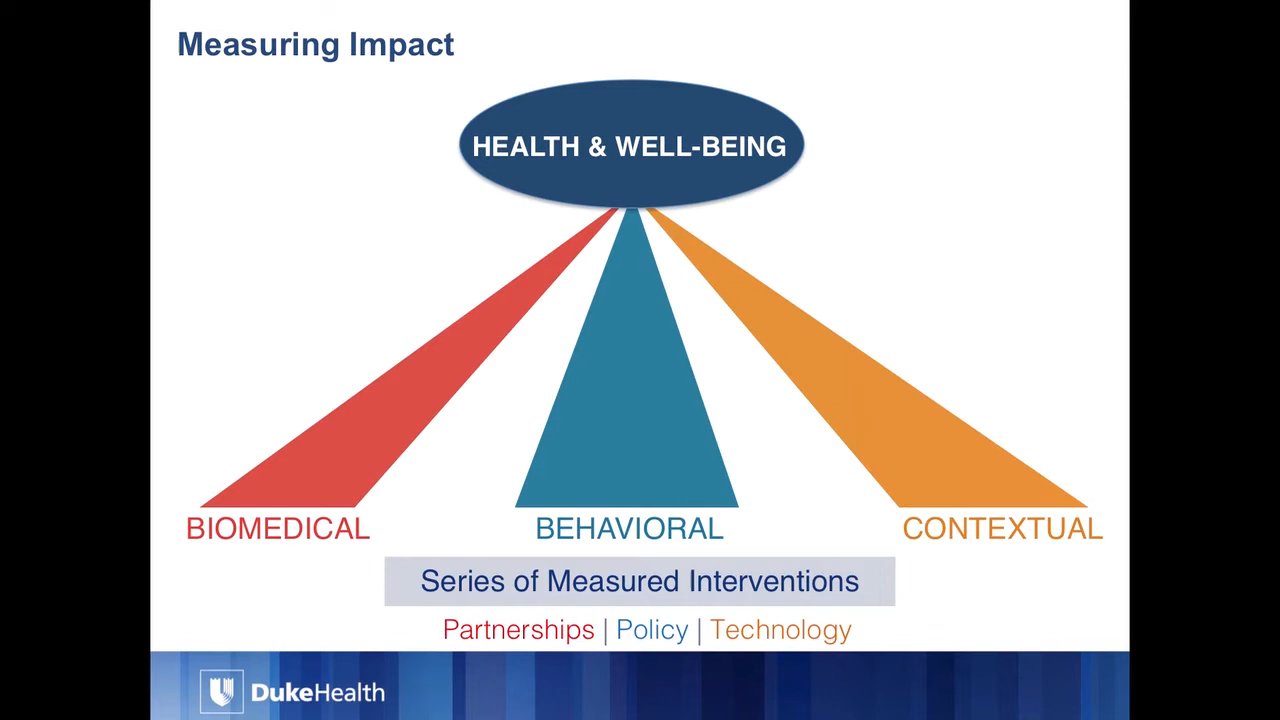 Measuring Impact
HEALTH & WELL-BEING
BIOMEDICAL
BEHAVIORAL
CONTEXTUAL
Series of Measured Interventions
Partnerships | Policy | Technology
DukeHealth